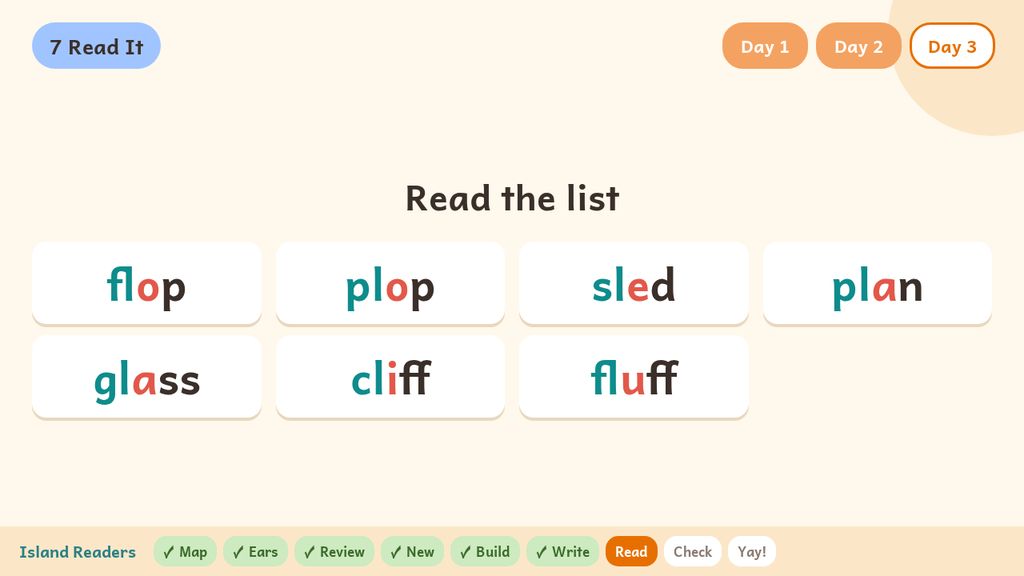 7 Read It
Day 1 Day 2 Day 3
Read the list
flop plop sled plan
glass cliff fluff
Island Readers ✓ Map ✓ Ears ✓ Review ✓ New ✓ Build ✓ Write Read Check Yay!